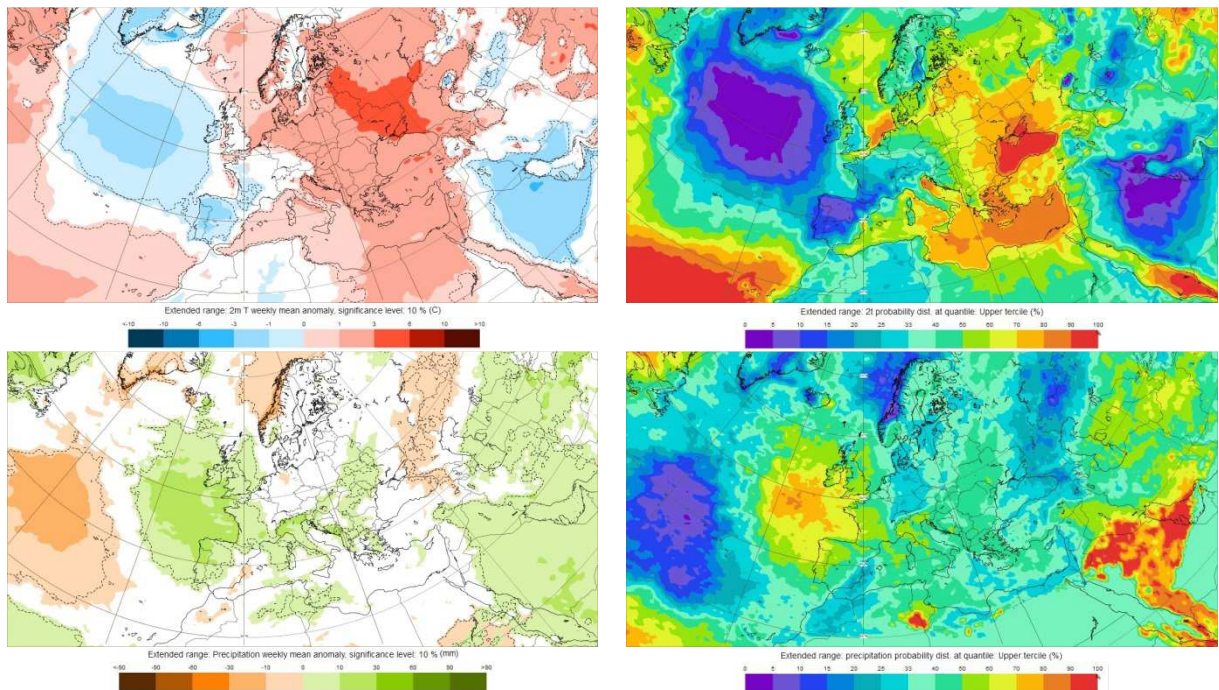 Extended range: 2m T weekly mean anomaly, significance level: 10 % (C)
<-10 -10 -6 -3 -1 0 1 3 6 10 >10
Extended range: 2t probability dist. at quantile: Upper tercile (%)
0 5 10 15 20 25 30 35 40 50 60 70 80 90 100
%
Extended range: Precipitation weekly mean anomaly, significance level: 10 % (mm)
<-90 -90 -60 -30 -10 0 10 30 60 90 >90
Extended range: precipitation probability dist. at quantile: Upper tercile (%)
0 5 10 15 20 25 30 35 40 50 60 70 80 90 100
%